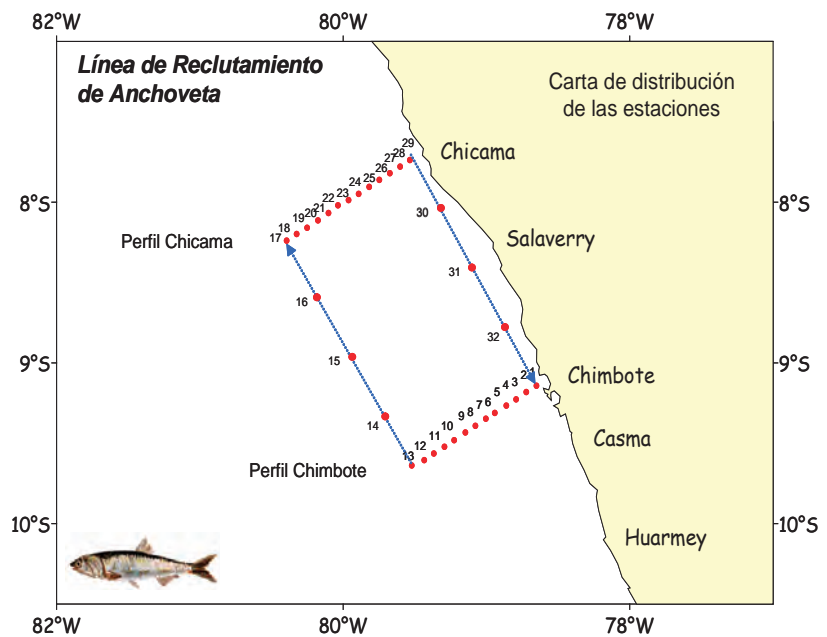 82°W 80°W 78°W
Línea de Reclutamiento
de Anchoveta
Carta de distribución
de las estaciones
Chicama
Salaverry
Chimbote
Casma
Huarmey
Perfil Chicama
Perfil Chimbote
29
28
27
26
25
24
23
22
21
20
19
18
17
16
15
14
13
12
11
10
9
8
7
6
5
4
3
2
1
30
31
32
8°S
9°S
10°S
8°S
9°S
10°S
82°W 80°W 78°W